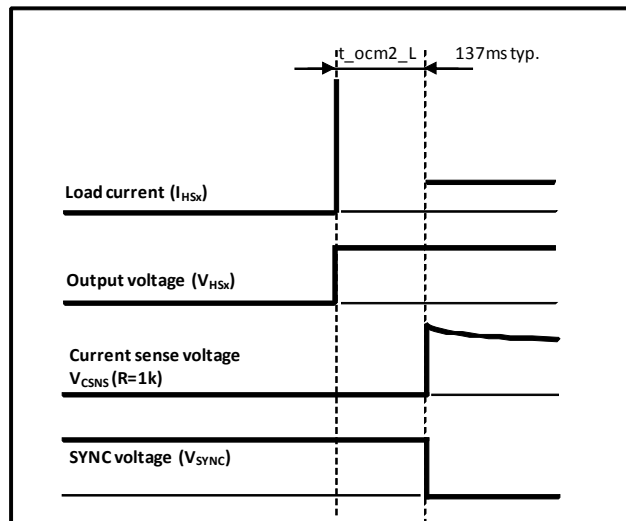 t_ocm2_L 137ms typ.
Load current (IHSx)
Output voltage (VHSx)
Current sense voltage
VCSNS (R=1k)
SYNC voltage (VSYNC)